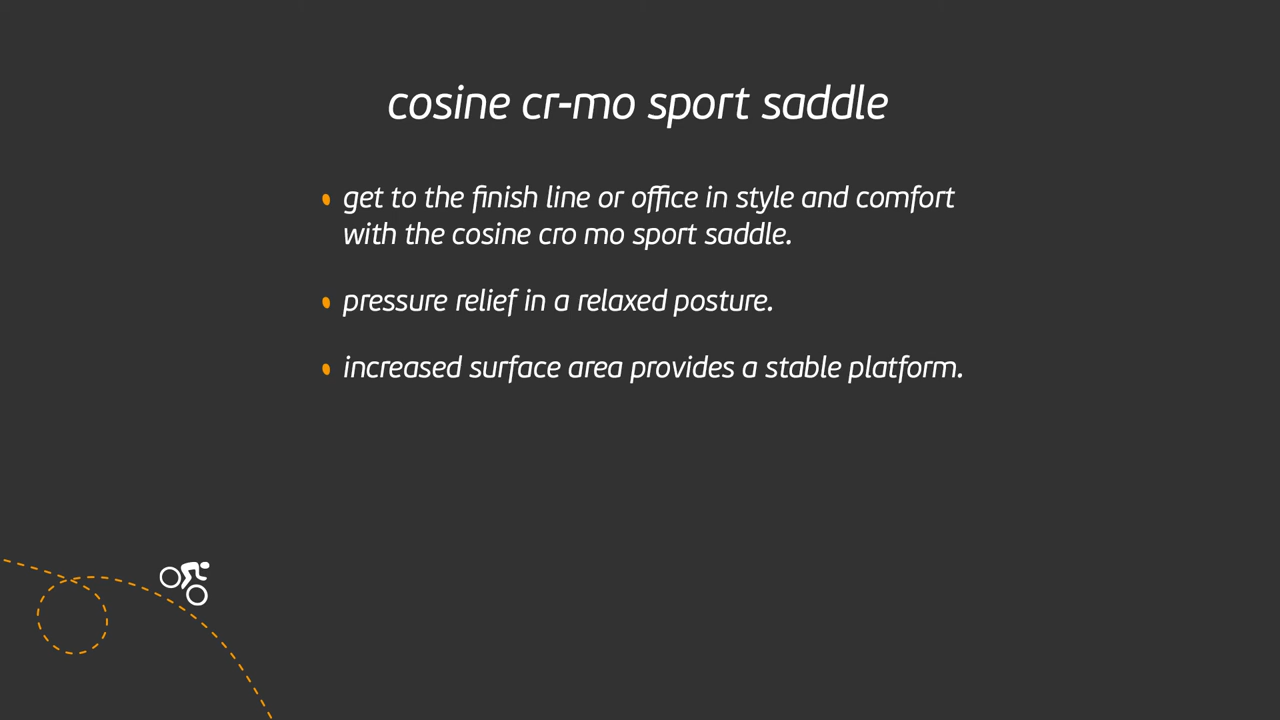 cosine cr-mo sport saddle
• get to the finish line or office in style and comfort
with the cosine cro mo sport saddle.
• pressure relief in a relaxed posture.
• increased surface area provides a stable platform.